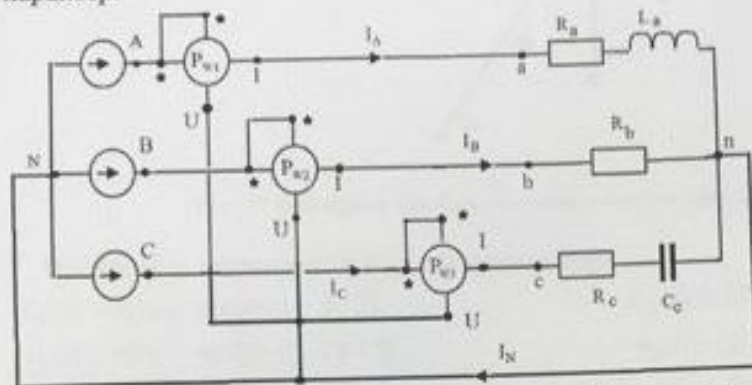 A P_W1 * * I I_A a R_a L_a
U
N B P_W2 * * I I_B b R_b n
U
C I_C P_W3 * * I c R_c C_c
U
I_N